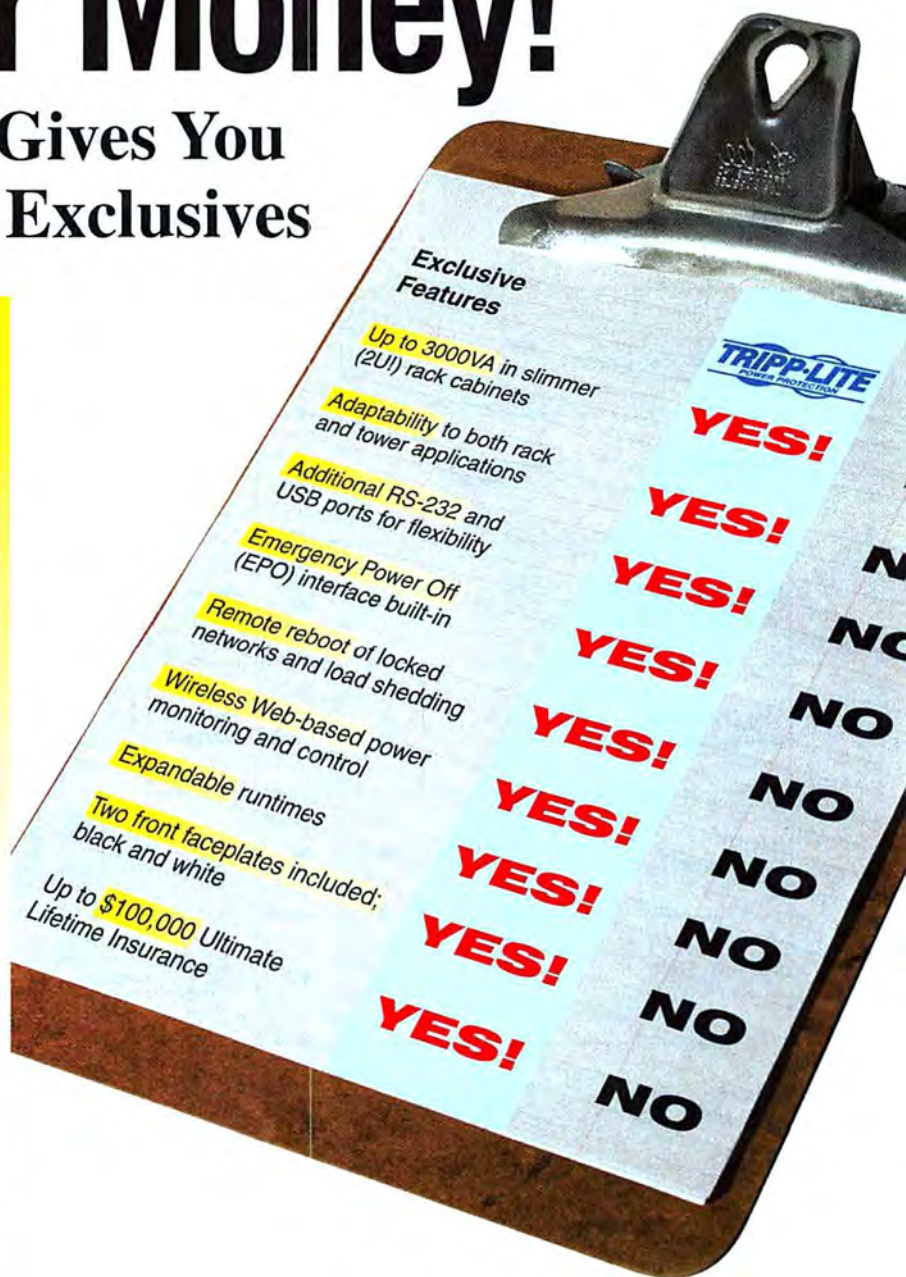 r Money!
Gives You
Exclusives
Exclusive
Features
TRIPP·LITE
POWER PROTECTION
Up to 3000VA in slimmer
(2U!) rack cabinets
YES!
Adaptability to both rack
and tower applications
YES!
Additional RS-232 and
USB ports for flexibility
YES!
NO
Emergency Power Off
(EPO) interface built-in
YES!
NO
Remote reboot of locked
networks and load shedding
YES!
NO
Wireless Web-based power
monitoring and control
YES!
NO
Expandable runtimes
YES!
NO
Two front faceplates included;
black and white
YES!
NO
Up to $100,000 Ultimate
Lifetime Insurance
YES!
NO